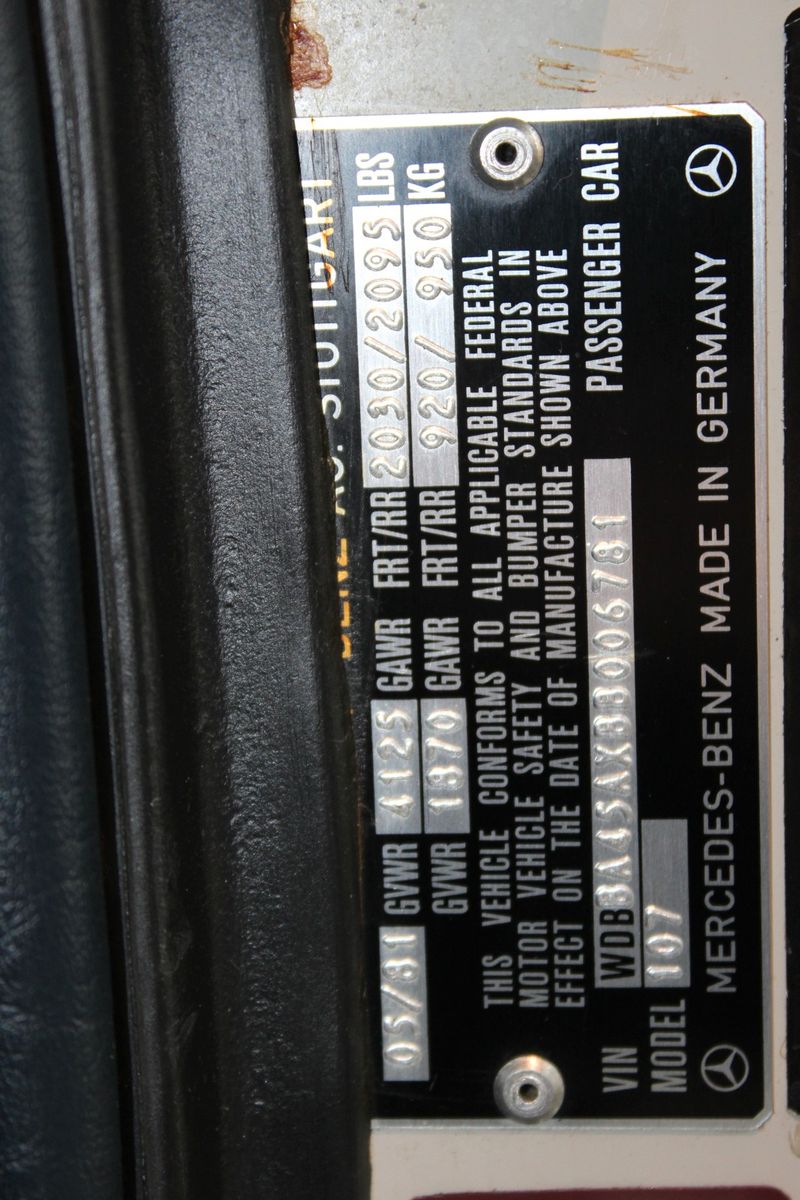 BENZ AG. STUTTGART
05/81 GVWR 4125 GAWR FRT/RR 2030/2095 LBS
GVWR 1870 GAWR FRT/RR 920/ 950 KG
THIS VEHICLE CONFORMS TO ALL APPLICABLE FEDERAL
MOTOR VEHICLE SAFETY AND BUMPER STANDARDS IN
EFFECT ON THE DATE OF MANUFACTURE SHOWN ABOVE
VIN WDBBA45AXBB006781 PASSENGER CAR
MODEL 107
MERCEDES-BENZ MADE IN GERMANY